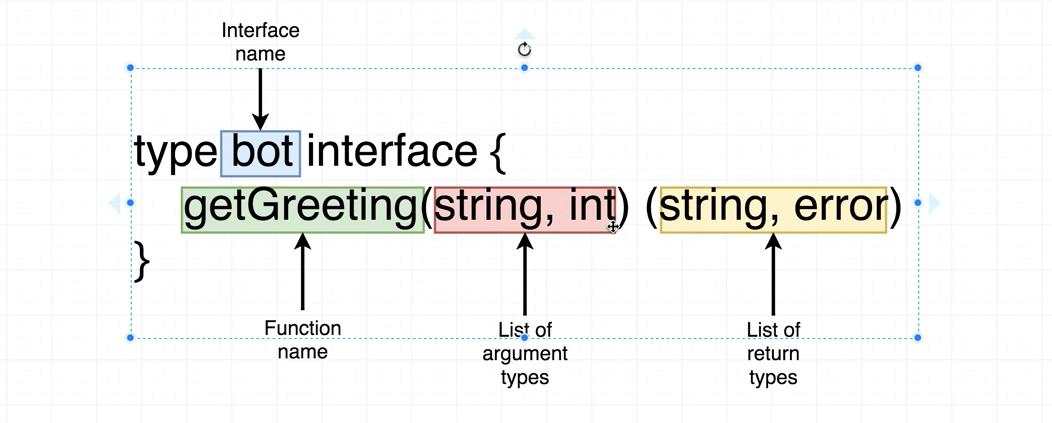 Interface
name
type bot interface {
getGreeting(string, int) (string, error)
}
Function
name
List of
argument
types
List of
return
types